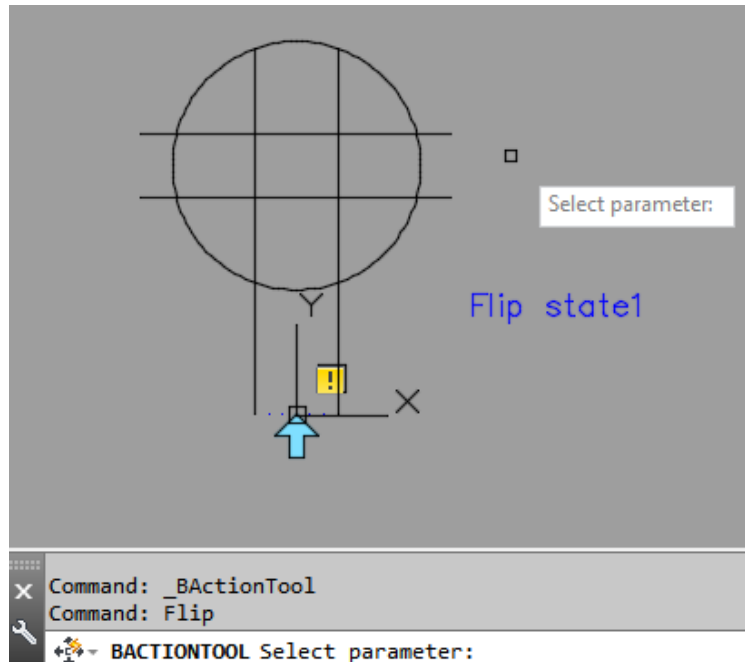 Select parameter:
Flip state1
Y
!
X
Command: _BActionTool
Command: Flip
BACTIONTOOL Select parameter: